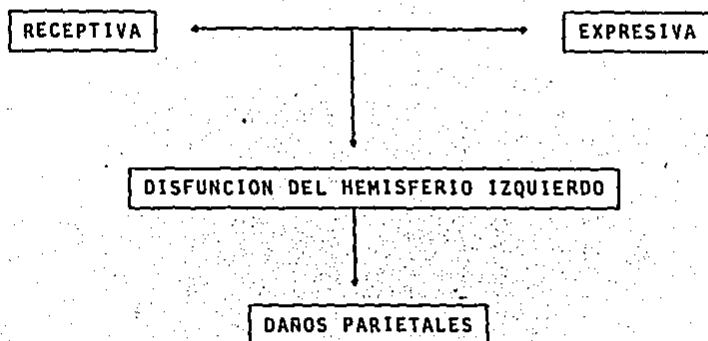 RECEPTIVA
EXPRESIVA
DISFUNCION DEL HEMISFERIO IZQUIERDO
DAÑOS PARIETALES